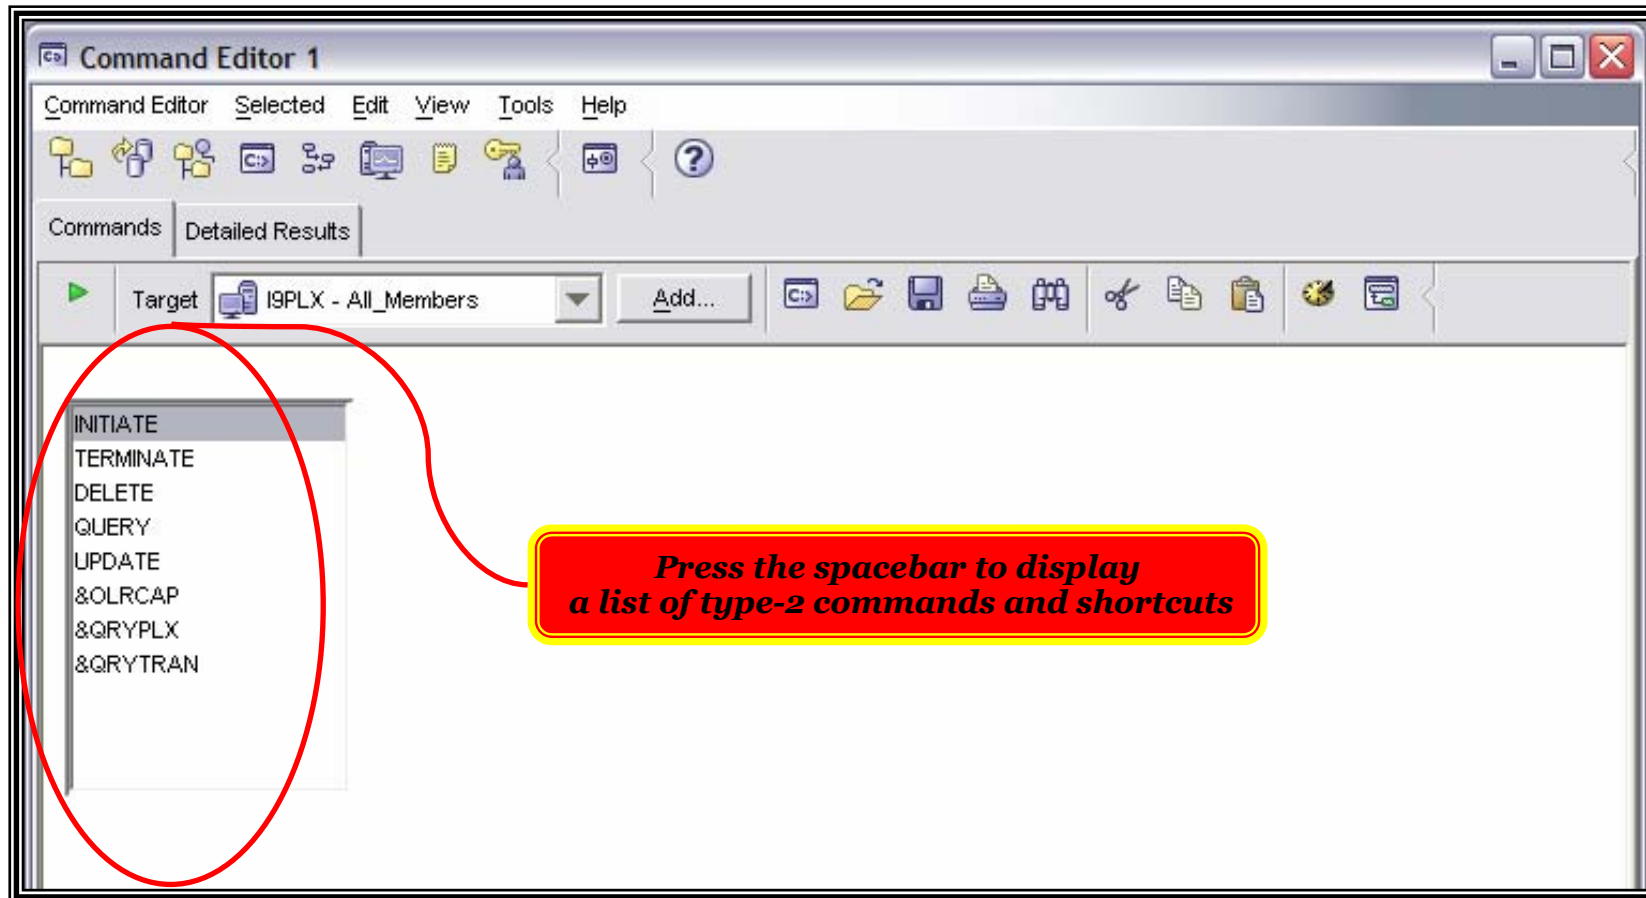 Command Editor 1
Command Editor Selected Edit View Tools Help
Commands Detailed Results
Target I9PLX - All_Members Add...
INITIATE
TERMINATE
DELETE
QUERY
UPDATE
&OLRCAP
&QRYPLX
&QRYTRAN
Press the spacebar to display
a list of type-2 commands and shortcuts